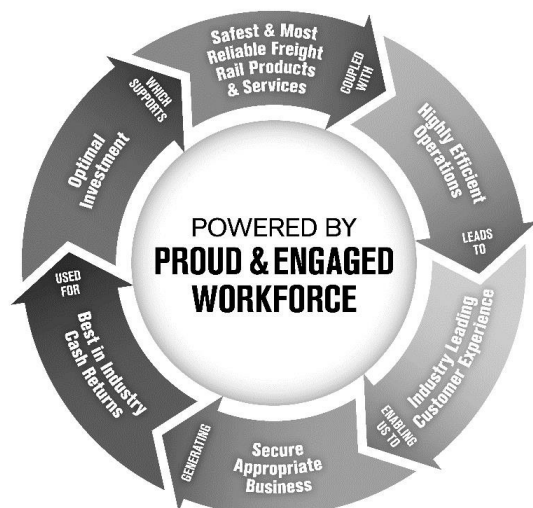 Safest & Most
Reliable Freight
Rail Products
& Services
COUPLED
WITH
Highly Efficient
Operations
LEADS
TO
Industry Leading
Customer Experience
ENABLING
US TO
Secure
Appropriate
Business
GENERATING
Best in Industry
Cash Returns
USED
FOR
Optimal
Investment
WHICH
SUPPORTS
POWERED BY
PROUD & ENGAGED
WORKFORCE